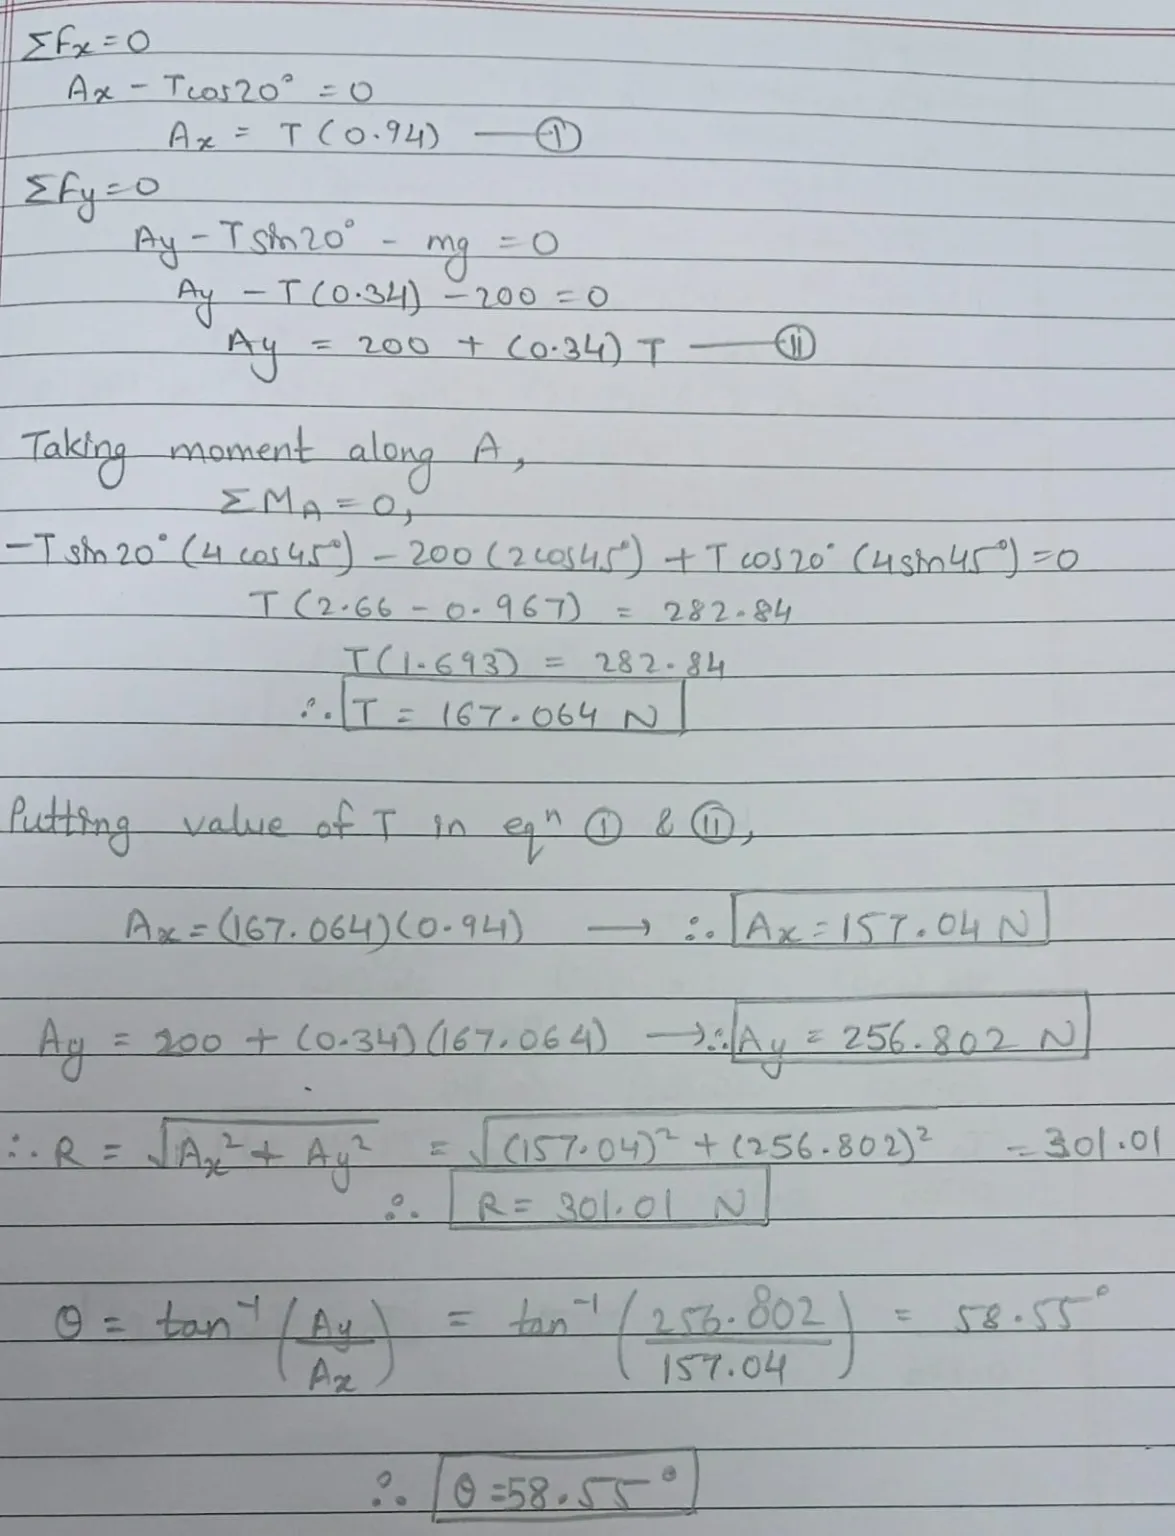 ΣFx = 0
Ax - Tcos20° = 0
Ax = T(0.94) —— (I)
ΣFy = 0
Ay - Tsin20° - mg = 0
Ay - T(0.34) - 200 = 0
Ay = 200 + (0.34) T —— (II)
Taking moment along A,
ΣMA = 0,
-Tsin20° (4cos45°) - 200 (2cos45°) + Tcos20° (4sin45°) = 0
T(2.66 - 0.967) = 282.84
T(1.693) = 282.84
∴ T = 167.064 N
Putting value of T in eqⁿ (I) & (II),
Ax = (167.064)(0.94) → ∴ Ax = 157.04 N
Ay = 200 + (0.34)(167.064) → ∴ Ay = 256.802 N
∴ R = √(Ax² + Ay²) = √((157.04)² + (256.802)²) = 301.01
∴ R = 301.01 N
θ = tan⁻¹ (Ay/Ax) = tan⁻¹ (256.802/157.04) = 58.55°
∴ θ = 58.55°